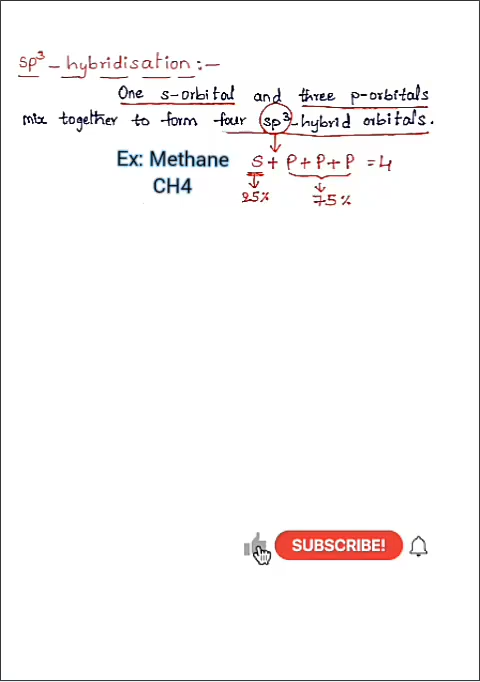 sp³-hybridisation:-
One s-orbital and three p-orbitals
mix together to form four sp³-hybrid orbitals.
Ex: Methane S + P + P + P = 4
CH4 25% 75%
SUBSCRIBE!